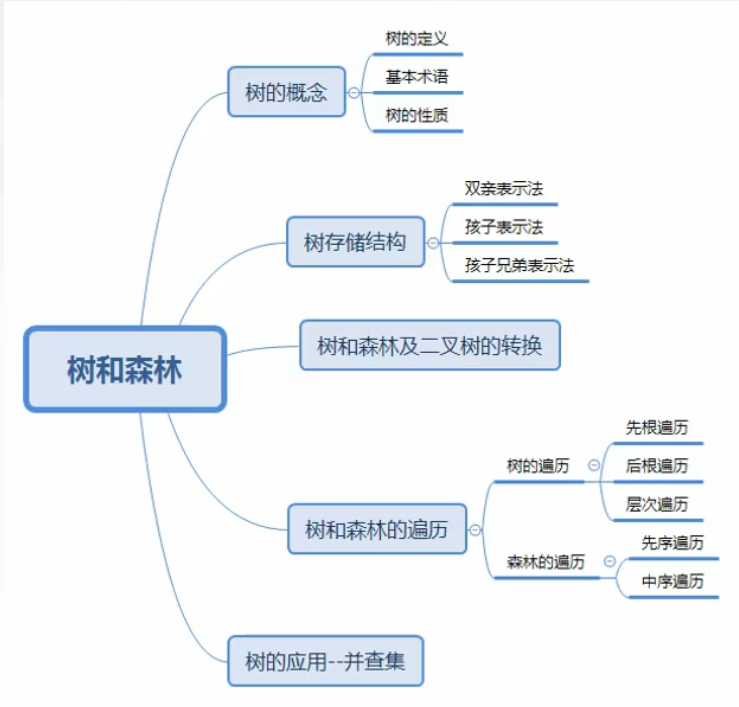 树和森林
树的概念
树的定义
基本术语
树的性质
树存储结构
双亲表示法
孩子表示法
孩子兄弟表示法
树和森林及二叉树的转换
树和森林的遍历
树的遍历
先根遍历
后根遍历
层次遍历
森林的遍历
先序遍历
中序遍历
树的应用--并查集